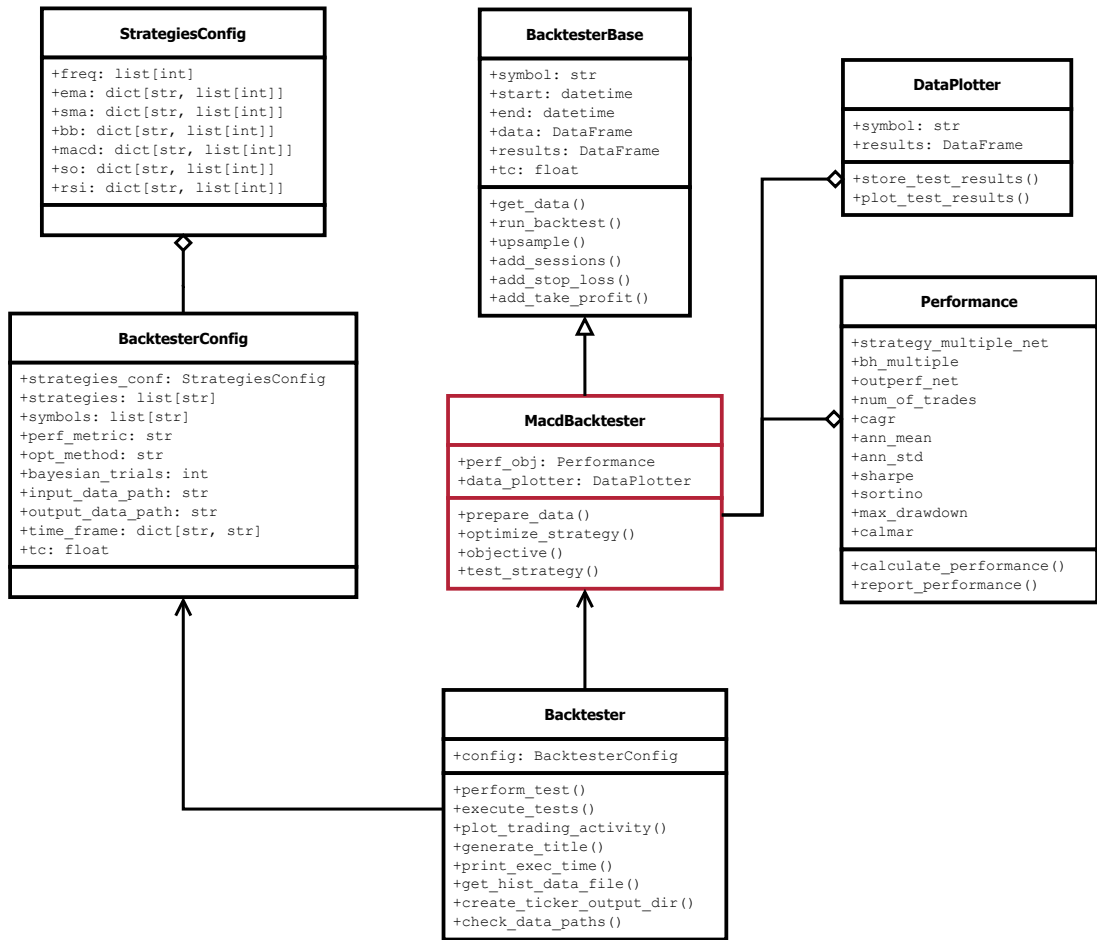 StrategiesConfig
+freq: list[int]
+ema: dict[str, list[int]]
+sma: dict[str, list[int]]
+bb: dict[str, list[int]]
+macd: dict[str, list[int]]
+so: dict[str, list[int]]
+rsi: dict[str, list[int]]
BacktesterBase
+symbol: str
+start: datetime
+end: datetime
+data: DataFrame
+results: DataFrame
+tc: float
+get_data()
+run_backtest()
+upsample()
+add_sessions()
+add_stop_loss()
+add_take_profit()
DataPlotter
+symbol: str
+results: DataFrame
+store_test_results()
+plot_test_results()
BacktesterConfig
+strategies_conf: StrategiesConfig
+strategies: list[str]
+symbols: list[str]
+perf_metric: str
+opt_method: str
+bayesian_trials: int
+input_data_path: str
+output_data_path: str
+time_frame: dict[str, str]
+tc: float
MacdBacktester
+perf_obj: Performance
+data_plotter: DataPlotter
+prepare_data()
+optimize_strategy()
+objective()
+test_strategy()
Performance
+strategy_multiple_net
+bh_multiple
+outperf_net
+num_of_trades
+cagr
+ann_mean
+ann_std
+sharpe
+sortino
+max_drawdown
+calmar
+calculate_performance()
+report_performance()
Backtester
+config: BacktesterConfig
+perform_test()
+execute_tests()
+plot_trading_activity()
+generate_title()
+print_exec_time()
+get_hist_data_file()
+create_ticker_output_dir()
+check_data_paths()